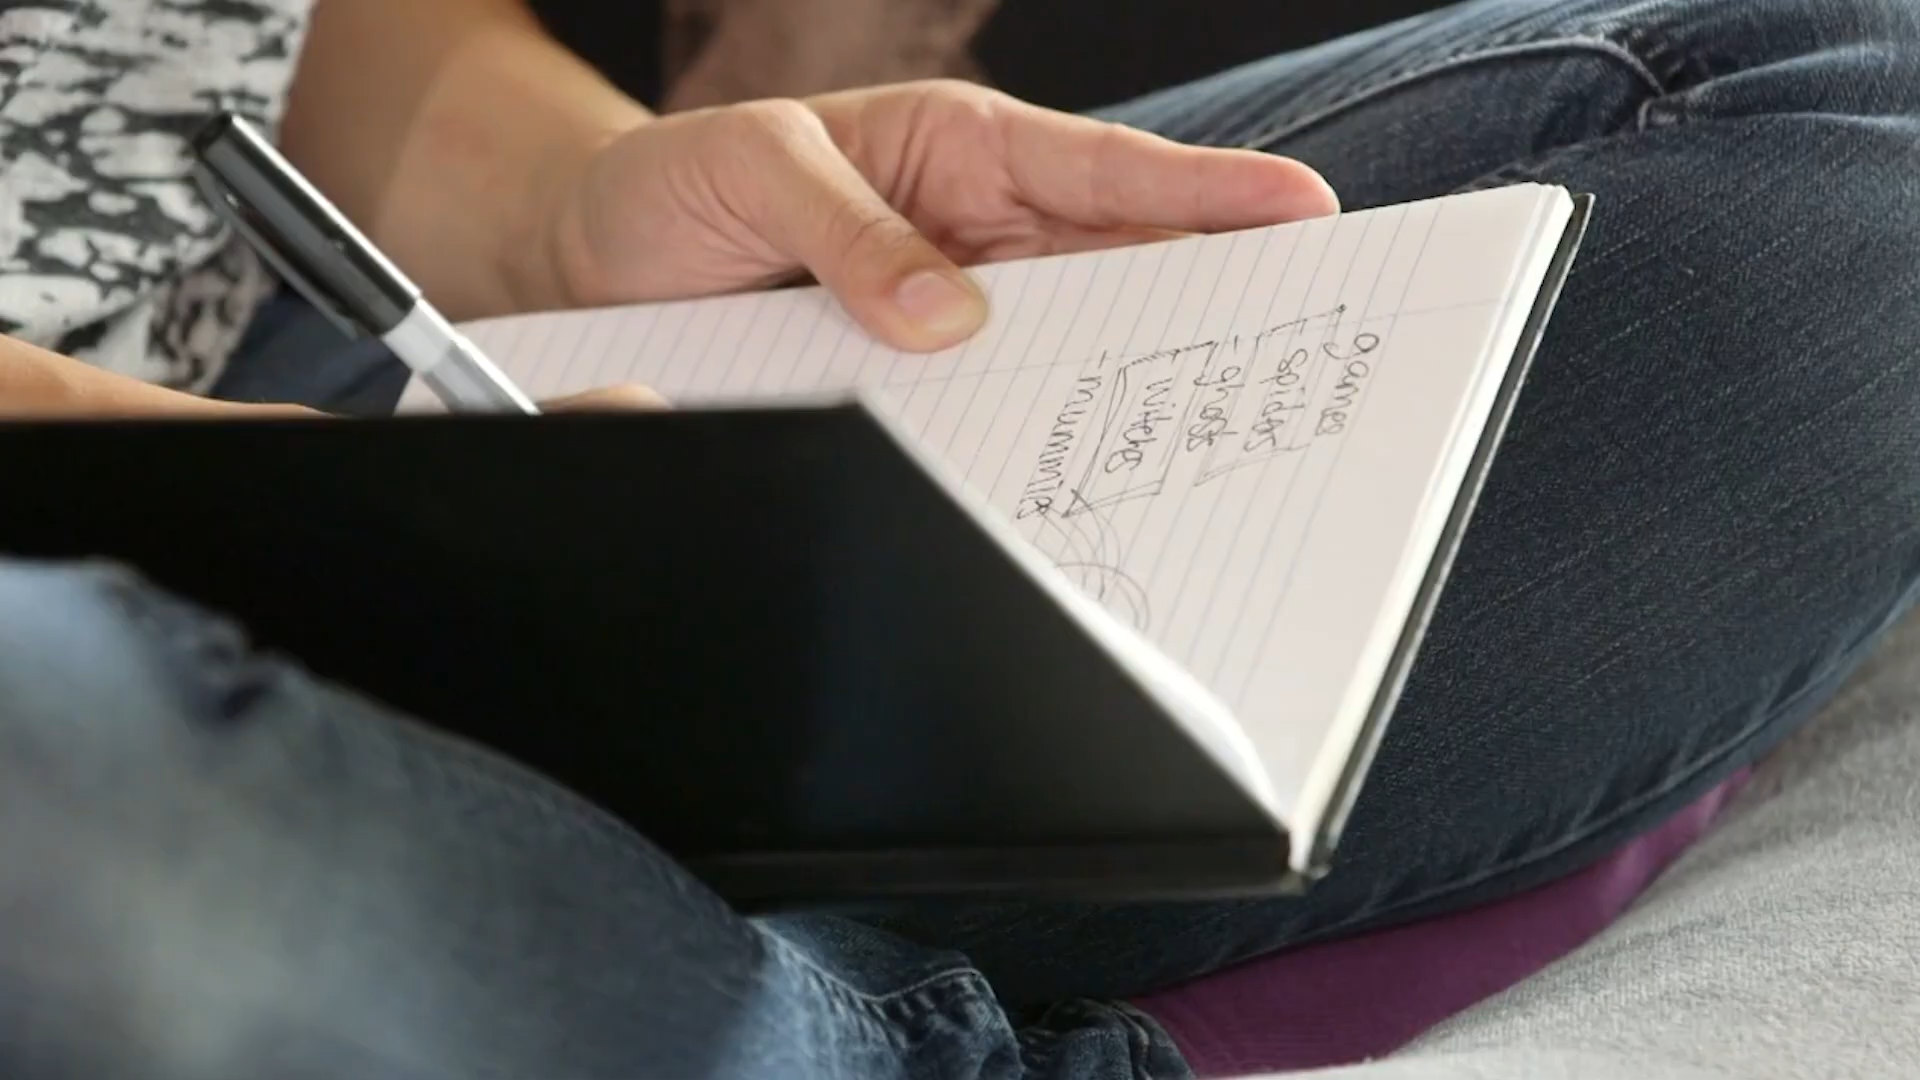 games
- spiders
- ghosts
witches
- mummies